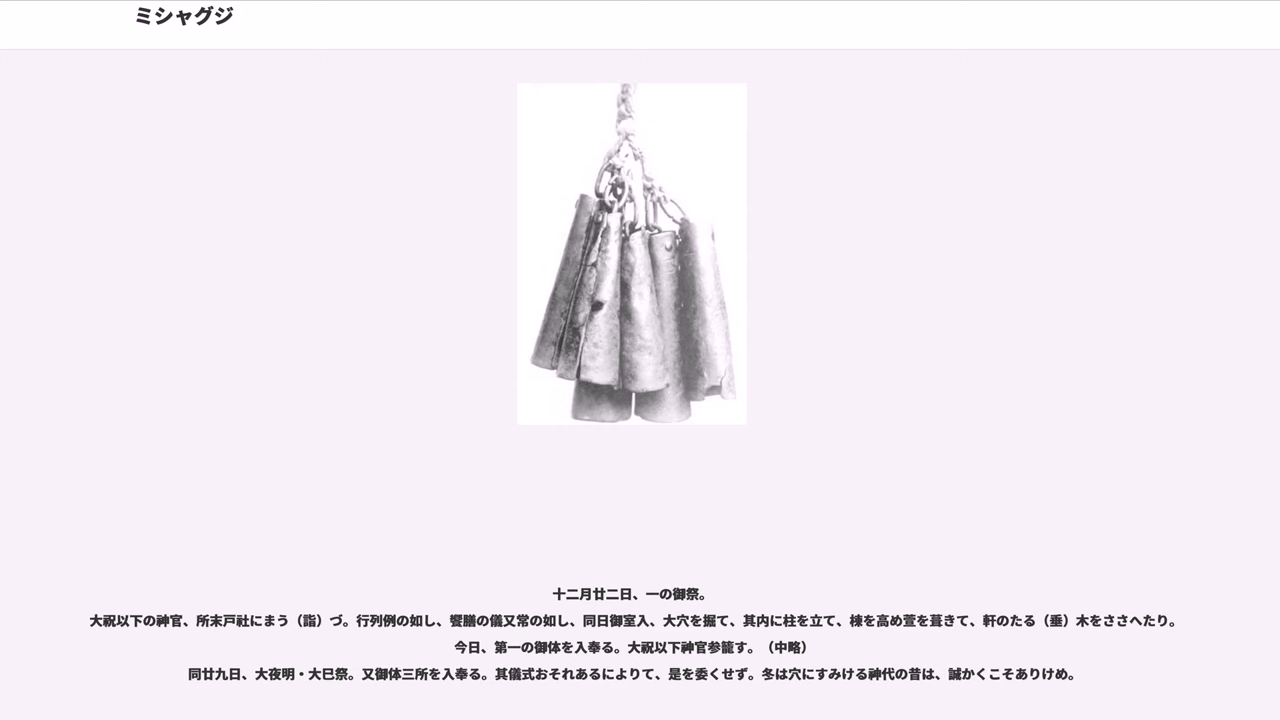 ミシャグジ
十二月廿二日、一の御祭。
大祝以下の神官、所末戸社にまう（詣）づ。行列例の如し、饗膳の儀又常の如し、同日御室入、大穴を掘て、其内に柱を立て、棟を高め萱を葺きて、軒のたる（垂）木をささへたり。
今日、第一の御体を入奉る。大祝以下神官参籠す。（中略）
同廿九日、大夜明・大巳祭。又御体三所を入奉る。其儀式おそれあるによりて、是を委くせず。冬は穴にすみける神代の昔は、誠かくこそありけめ。